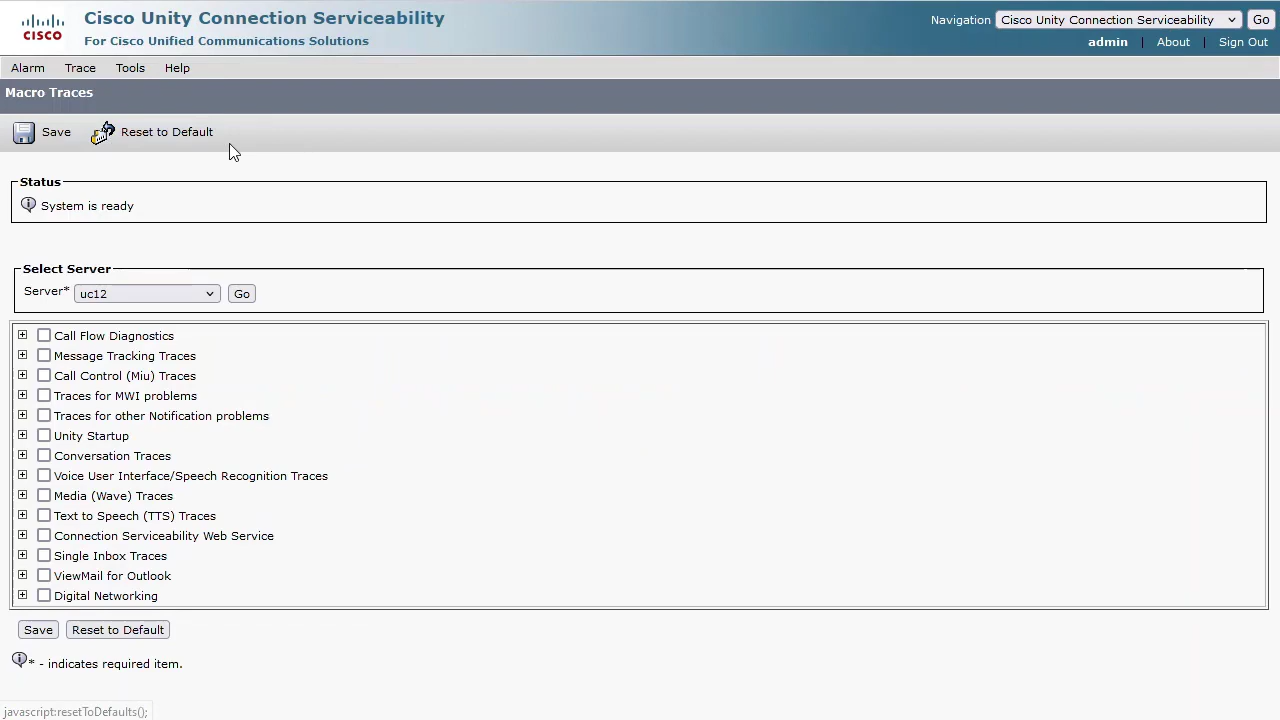 CISCO
Cisco Unity Connection Serviceability
For Cisco Unified Communications Solutions
Navigation Cisco Unity Connection Serviceability Go
admin | About | Sign Out
Alarm Trace Tools Help
Macro Traces
Save Reset to Default
Status
System is ready
Select Server
Server* uc12 Go
Call Flow Diagnostics
Message Tracking Traces
Call Control (Miu) Traces
Traces for MWI problems
Traces for other Notification problems
Unity Startup
Conversation Traces
Voice User Interface/Speech Recognition Traces
Media (Wave) Traces
Text to Speech (TTS) Traces
Connection Serviceability Web Service
Single Inbox Traces
ViewMail for Outlook
Digital Networking
Save Reset to Default
* - indicates required item.
javascript:resetToDefaults();